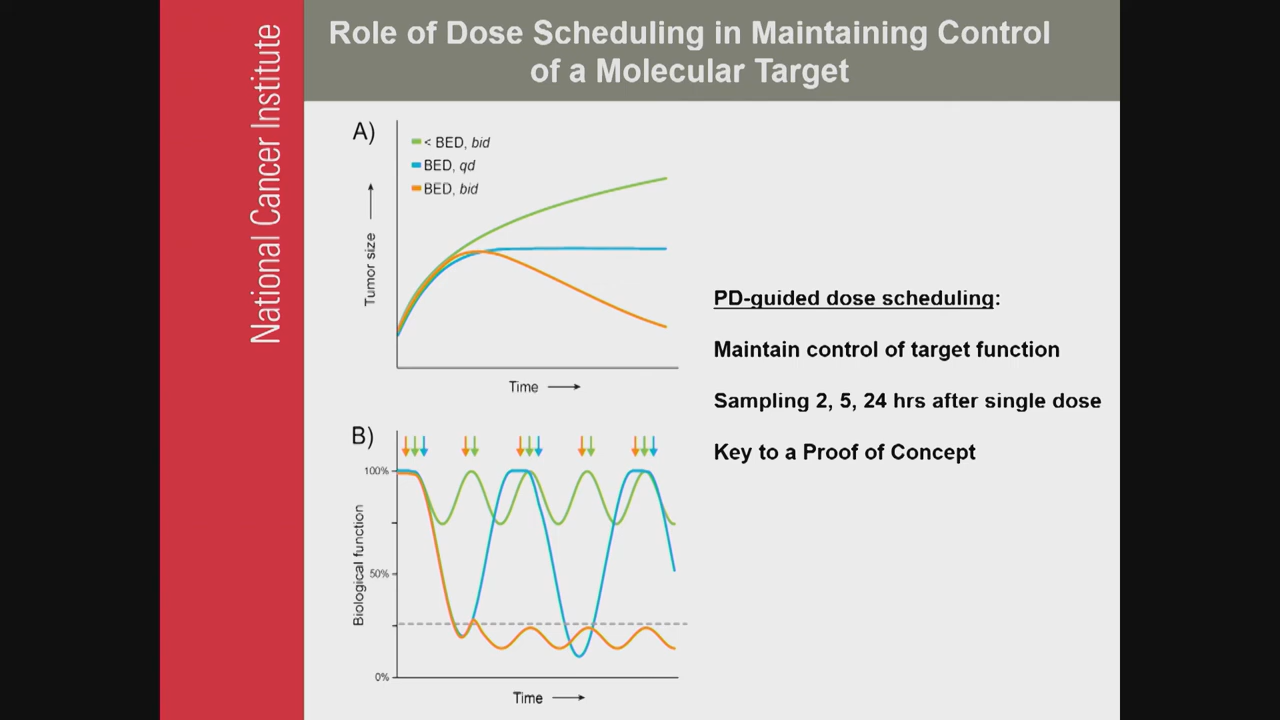 National Cancer Institute
Role of Dose Scheduling in Maintaining Control
of a Molecular Target
A)
< BED, bid
BED, qd
BED, bid
Tumor size
Time
PD-guided dose scheduling:
Maintain control of target function
Sampling 2, 5, 24 hrs after single dose
Key to a Proof of Concept
B)
100%
50%
0%
Biological function
Time